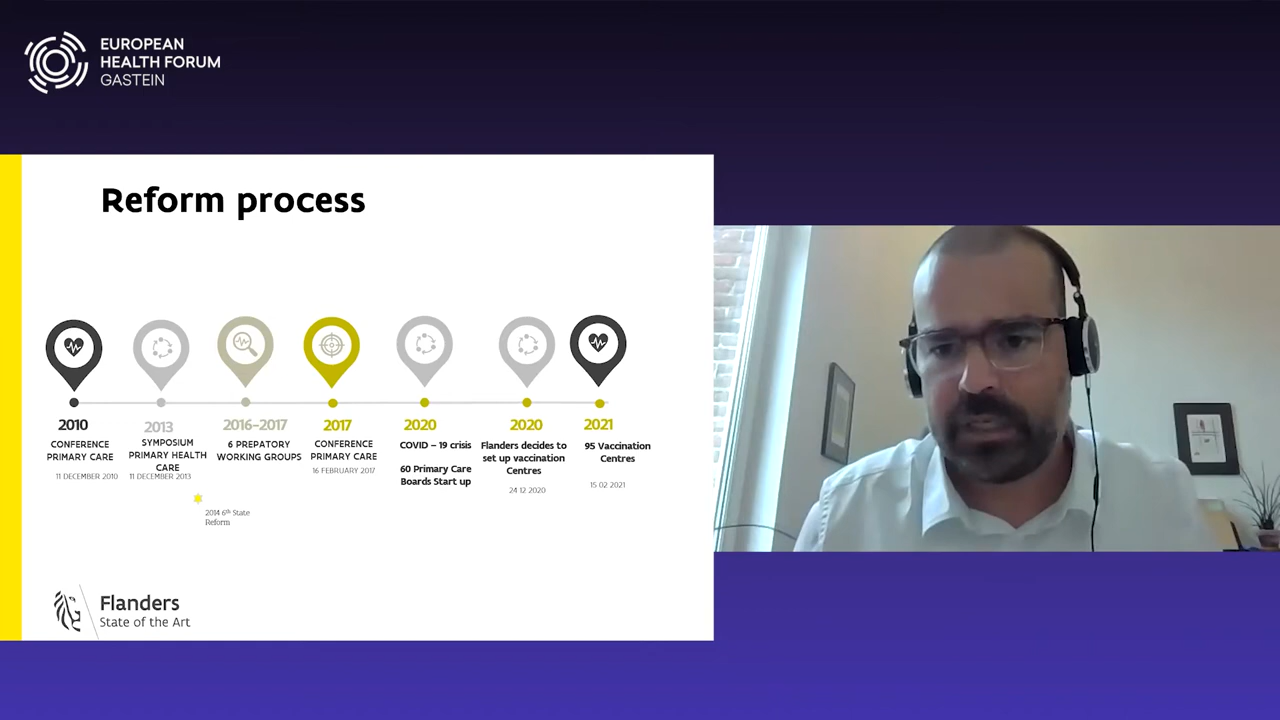 EUROPEAN
HEALTH FORUM
GASTEIN
Reform process
2010
CONFERENCE
PRIMARY CARE
11 DECEMBER 2010
2013
SYMPOSIUM
PRIMARY HEALTH
CARE
11 DECEMBER 2013
2014 6th State
Reform
2016-2017
6 PREPATORY
WORKING GROUPS
2017
CONFERENCE
PRIMARY CARE
16 FEBRUARY 2017
2020
COVID – 19 crisis
60 Primary Care
Boards Start up
2020
Flanders decides to
set up vaccination
Centres
24 12 2020
2021
95 Vaccination
Centres
15 02 2021
Flanders
State of the Art